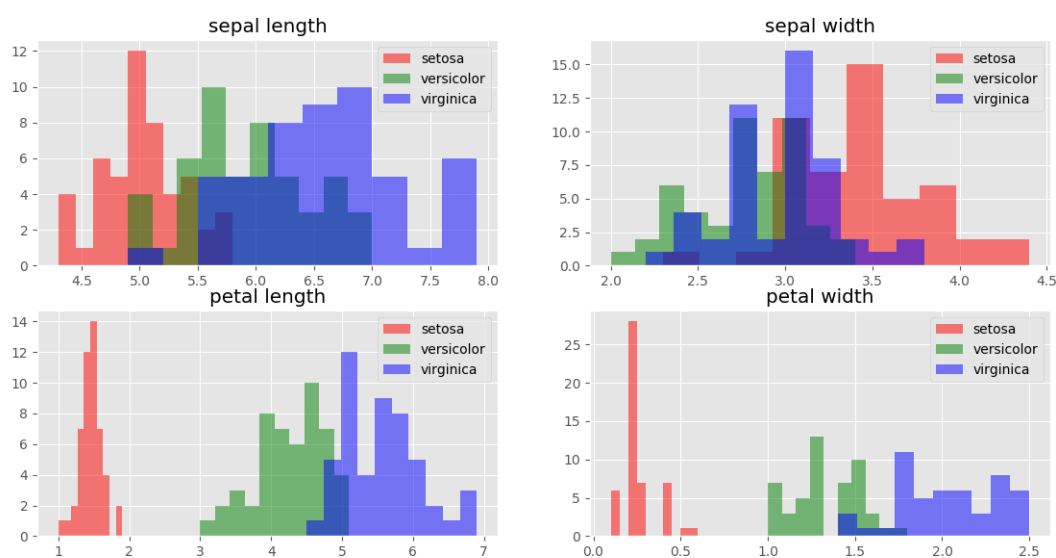 sepal length
12
10
8
6
4
2
0
setosa
versicolor
virginica
4.5 5.0 5.5 6.0 6.5 7.0 7.5 8.0
sepal width
15.0
12.5
10.0
7.5
5.0
2.5
0.0
setosa
versicolor
virginica
2.0 2.5 3.0 3.5 4.0 4.5
petal length
14
12
10
8
6
4
2
0
setosa
versicolor
virginica
1 2 3 4 5 6 7
petal width
25
20
15
10
5
0
setosa
versicolor
virginica
0.0 0.5 1.0 1.5 2.0 2.5